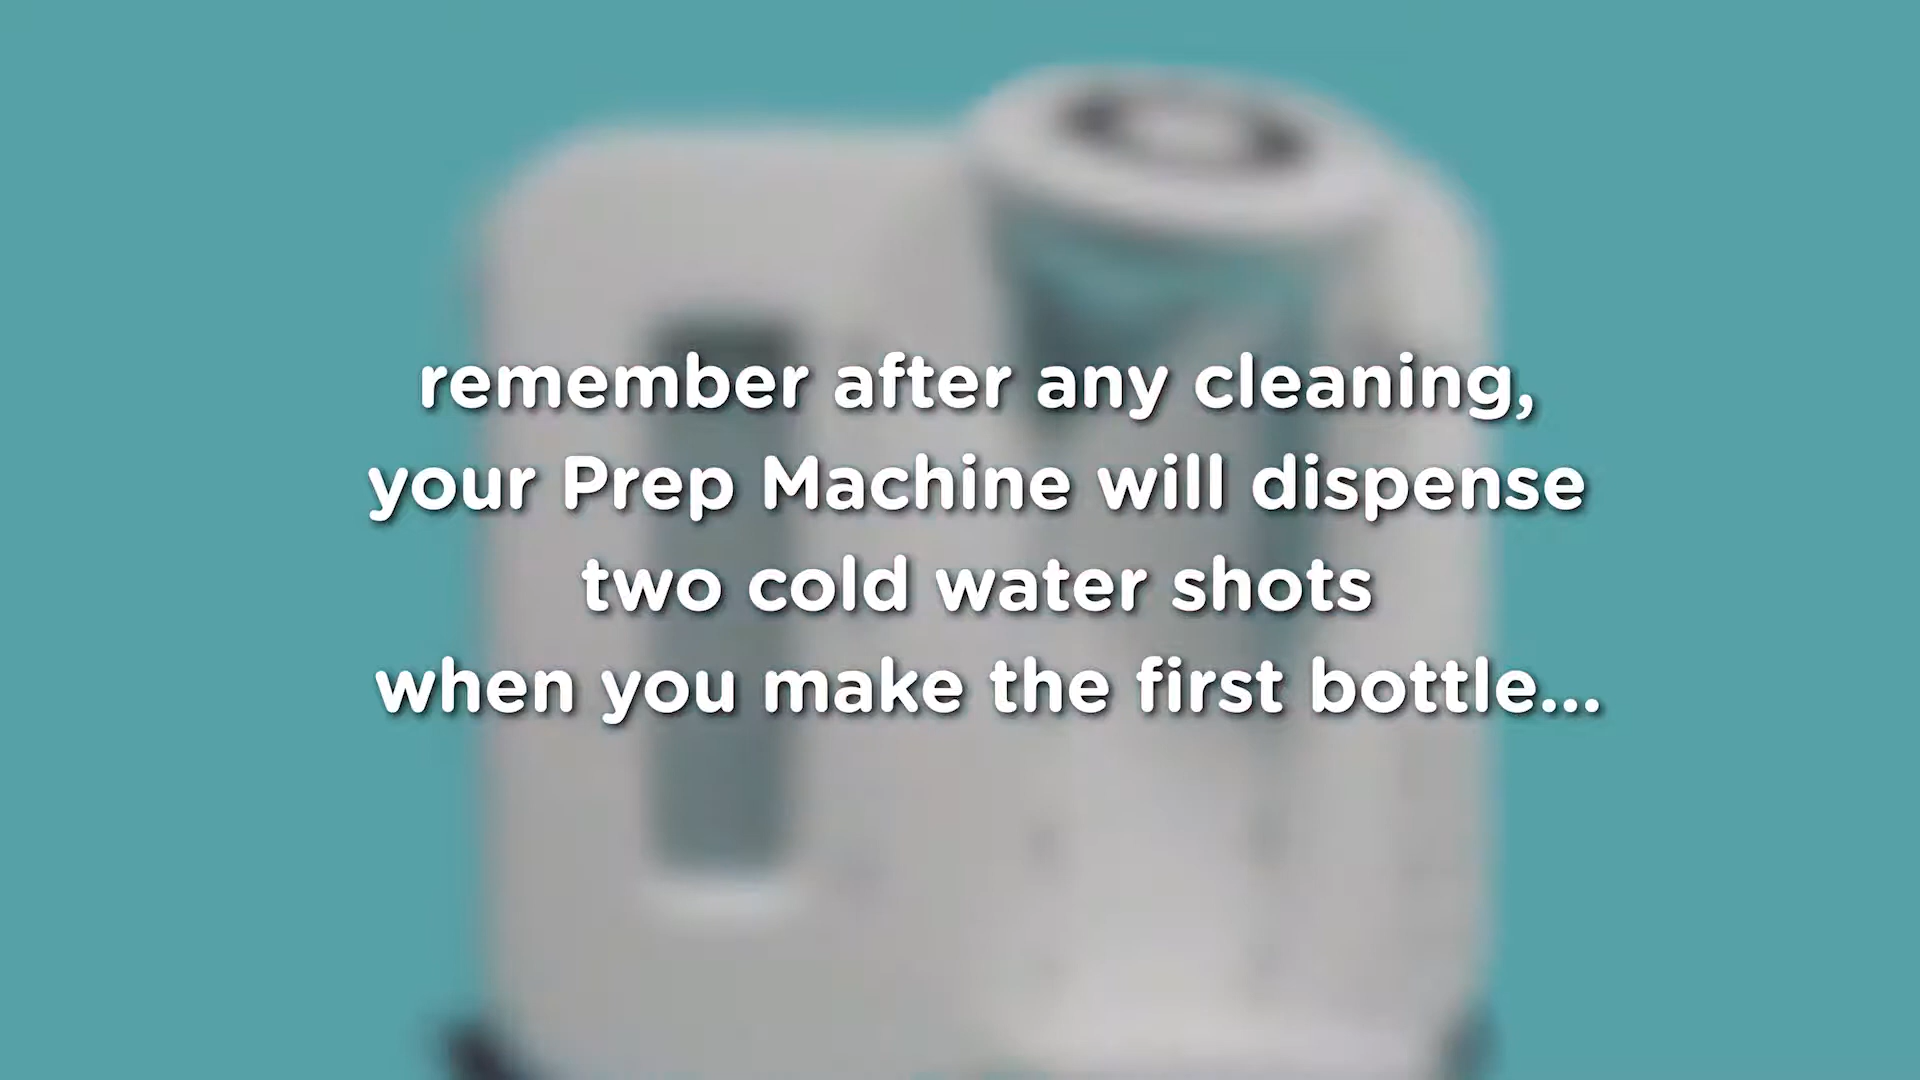 remember after any cleaning,
your Prep Machine will dispense
two cold water shots
when you make the first bottle...